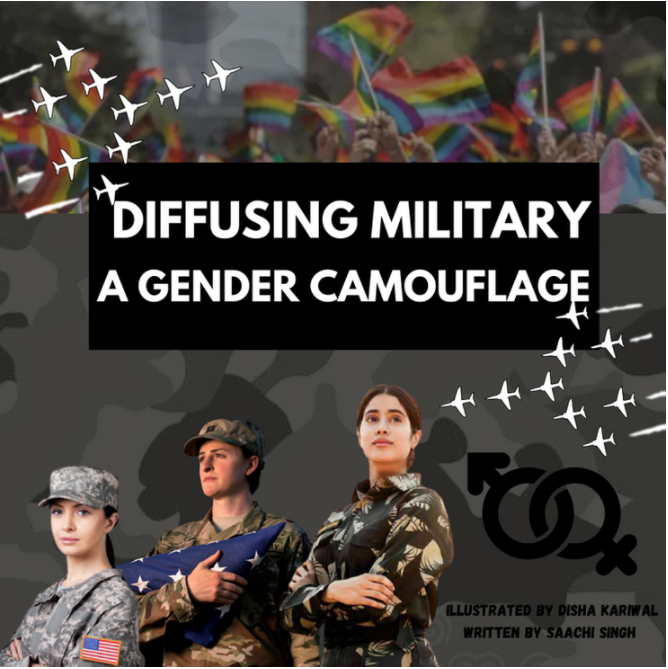 DIFFUSING MILITARY
A GENDER CAMOUFLAGE
ILLUSTRATED BY DISHA KARIWAL
WRITTEN BY SAACHI SINGH